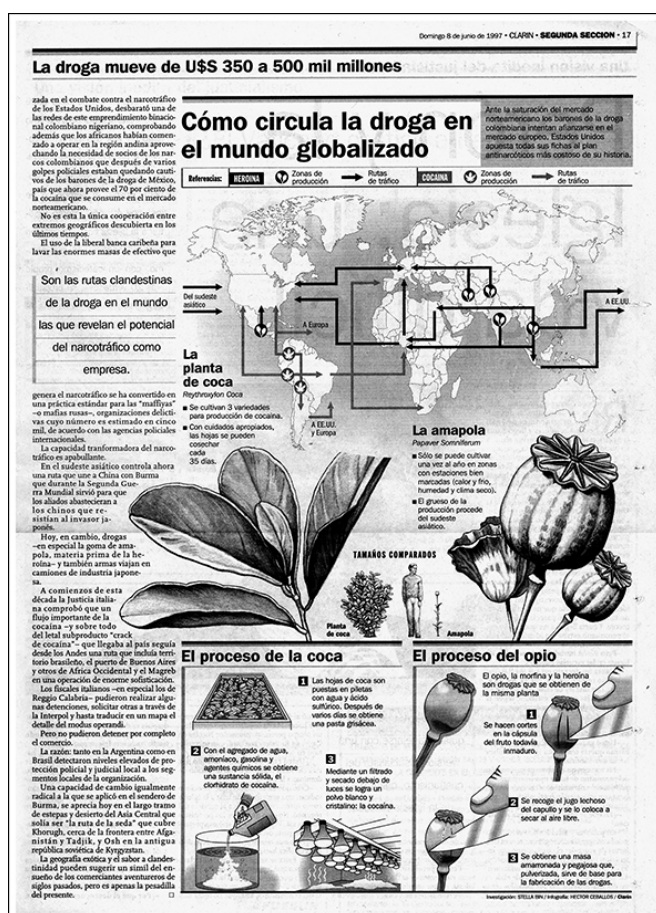 Domingo 8 de junio de 1997 • CLARIN • SEGUNDA SECCION • 17
La droga mueve de U$S 350 a 500 mil millones
zada en el combate contra el narcotráfico
de los Estados Unidos, desbarató una de
las redes de este emprendimiento binacio-
nal colombiano nigeriano, comprobando
además que los africanos habían comen-
zado a operar en la región andina aprove-
chando la necesidad de socios de los nar-
cos colombianos que después de varios
golpes policiales estaban quedando cauti-
vos de los barones de la droga de México,
país que ahora provee el 70 por ciento de
la cocaína que se consume en el mercado
norteamericano.
No es esta la única cooperación entre
extremos geográficos descubierta en los
últimos tiempos.
El uso de la liberal banca caribeña para
lavar las enormes masas de efectivo que
Son las rutas clandestinas
de la droga en el mundo
las que revelan el potencial
del narcotráfico como
empresa.
genera el narcotráfico se ha convertido en
una práctica estándar para las "maffiyas"
–o mafias rusas–, organizaciones delicti-
vas cuyo número es estimado en cinco
mil, de acuerdo con las agencias policiales
internacionales.
La capacidad transformadora del narco-
tráfico es apabullante.
En el sudeste asiático controla ahora
una ruta que une a China con Burma
que durante la Segunda Gue-
rra Mundial sirvió para que
los aliados abastecieran a
los chinos que re-
sistían al invasor ja-
ponés.
Hoy, en cambio, drogas
–en especial la goma de ama-
pola, materia prima de la he-
roína– y también armas viajan en
camiones de industria japone-
sa.
A comienzos de esta
década la Justicia italia-
na comprobó que un
flujo importante de la
cocaína –y sobre todo
del letal subproducto "crack
de cocaína"– que llegaba al país seguía
desde los Andes una ruta que incluía terri-
torio brasileño, el puerto de Buenos Aires
y otros de Africa Occidental y el Magreb
en una operación de enorme sofisticación.
Los fiscales italianos –en especial los de
Reggio Calabria– pudieron realizar algu-
nas detenciones, solicitar otras a través de
la Interpol y hasta traducir en un mapa el
detalle del modus operandi.
Pero no pudieron detener por completo
el comercio.
La razón: tanto en la Argentina como en
Brasil detectaron niveles elevados de pro-
tección policial y judicial local a los seg-
mentos locales de la organización.
Una capacidad de cambio igualmente
radical a la que se aplicó en el sendero de
Burma, se aprecia hoy en el largo tramo
de estepas y desierto del Asia Central que
solía ser "la ruta de la seda" que cubre
Khorugh, cerca de la frontera entre Afga-
nistán y Tadjik, y Osh en la antigua
república soviética de Kyrgyzstan.
La geografía exótica y el sabor a clandes-
tinidad pueden sugerir un símil del en-
sueño de los comerciantes aventureros de
siglos pasados, pero es apenas la pesadilla
del presente.
Cómo circula la droga en
el mundo globalizado
Ante la saturación del mercado
norteamericano los barones de la droga
colombiana intentan afianzarse en el
mercado europeo. Estados Unidos
apuesta todas sus fichas al plan
antinarcóticos más costoso de su historia.
Referencias: HEROINA Zonas de producción Rutas de tráfico COCAINA Zonas de producción Rutas de tráfico
Del sudeste
asiático
A Europa
A EE.UU.
A EE.UU.
y Europa
La
planta
de coca
Reythroxylon Coca
Se cultivan 3 variedades
para producción de cocaína.
Con cuidados apropiados,
las hojas se pueden
cosechar
cada
35 días.
La amapola
Papaver Somniferum
Sólo se puede cultivar
una vez al año en zonas
con estaciones bien
marcadas (calor y frío,
humedad y clima seco).
El grueso de la
producción procede
del sudeste
asiático.
TAMAÑOS COMPARADOS
Planta
de coca
Amapola
El proceso de la coca
1 Las hojas de coca son
puestas en piletas
con agua y ácido
sulfúrico. Después de
varios días se obtiene
una pasta grisácea.
2 Con el agregado de agua,
amoníaco, gasolina y
agentes químicos se obtiene
una sustancia sólida, el
clorhidrato de cocaína.
3
Mediante un filtrado
y secado debajo de
luces se logra un
polvo blanco y
cristalino: la cocaína.
El proceso del opio
El opio, la morfina y la heroína
son drogas que se obtienen de
la misma planta
1
Se hacen cortes
en la cápsula
del fruto todavía
inmaduro.
2 Se recoge el jugo lechoso
del capullo y se lo coloca a
secar al aire libre.
3 Se obtiene una masa
amarronada y pegajosa que,
pulverizada, sirve de base para
la fabricación de las drogas.
Investigación: STELLA BIN / Infografía: HECTOR CEBALLOS / Clarín